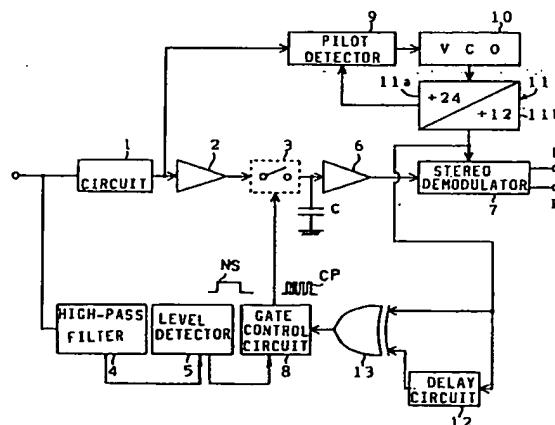 9
PILOT
DETECTOR
10
V C O
11a
÷24
÷12
11
1
CIRCUIT
2
3
6
C
STEREO
DEMODULATOR
7
NS
CP
HIGH-PASS
FILTER
4
LEVEL
DETECTOR
5
GATE
CONTROL
CIRCUIT
8
13
DELAY
CIRCUIT
12